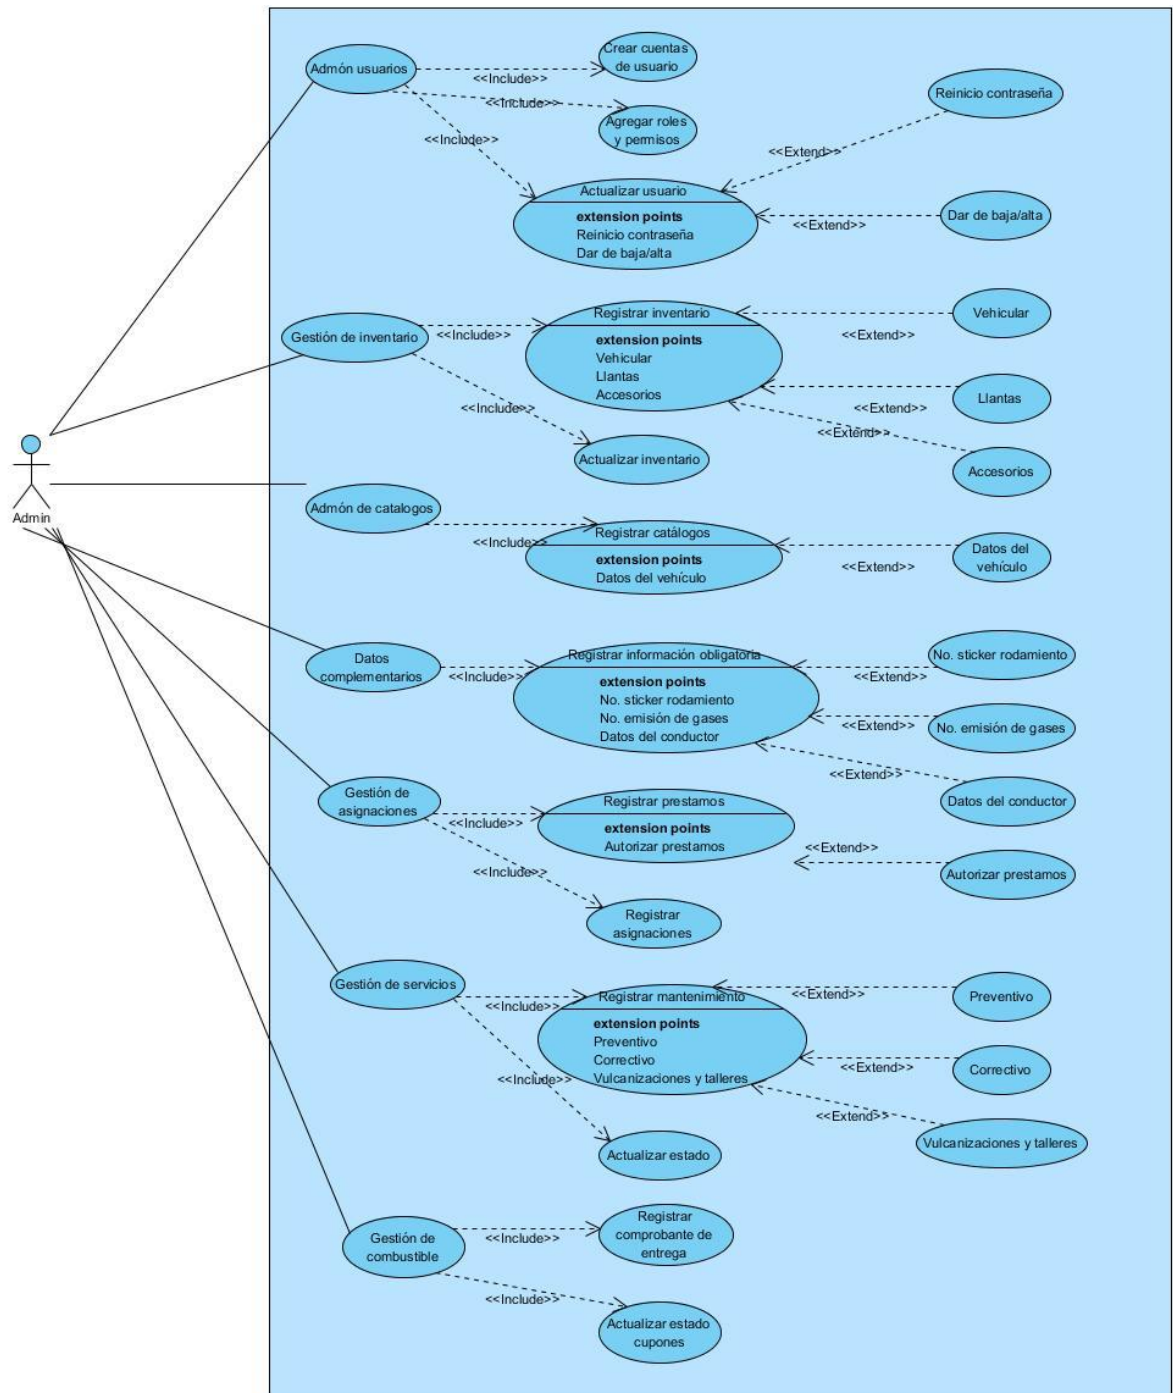 Admin
Admón usuarios
<<Include>>
Crear cuentas
de usuario
<<Include>>
Agregar roles
y permisos
<<Include>>
Actualizar usuario
extension points
Reinicio contraseña
Dar de baja/alta
<<Extend>>
Reinicio contraseña
<<Extend>>
Dar de baja/alta
Gestión de inventario
<<Include>>
Registrar inventario
extension points
Vehicular
Llantas
Accesorios
<<Extend>>
Vehicular
<<Extend>>
Llantas
<<Extend>>
Accesorios
<<Include>>
Actualizar inventario
Admón de catalogos
<<Include>>
Registrar catálogos
extension points
Datos del vehículo
<<Extend>>
Datos del
vehículo
Datos
complementarios
<<Include>>
Registrar información obligatoria
extension points
No. sticker rodamiento
No. emisión de gases
Datos del conductor
<<Extend>>
No. sticker rodamiento
<<Extend>>
No. emisión de gases
<<Extend>>
Datos del conductor
Gestión de
asignaciones
<<Include>>
Registrar prestamos
extension points
Autorizar prestamos
<<Extend>>
Autorizar prestamos
<<Include>>
Registrar
asignaciones
Gestión de servicios
<<Include>>
Registrar mantenimiento
extension points
Preventivo
Correctivo
Vulcanizaciones y talleres
<<Extend>>
Preventivo
<<Extend>>
Correctivo
<<Extend>>
Vulcanizaciones y talleres
<<Include>>
Actualizar estado
Gestión de
combustible
<<Include>>
Registrar
comprobante de
entrega
<<Include>>
Actualizar estado
cupones